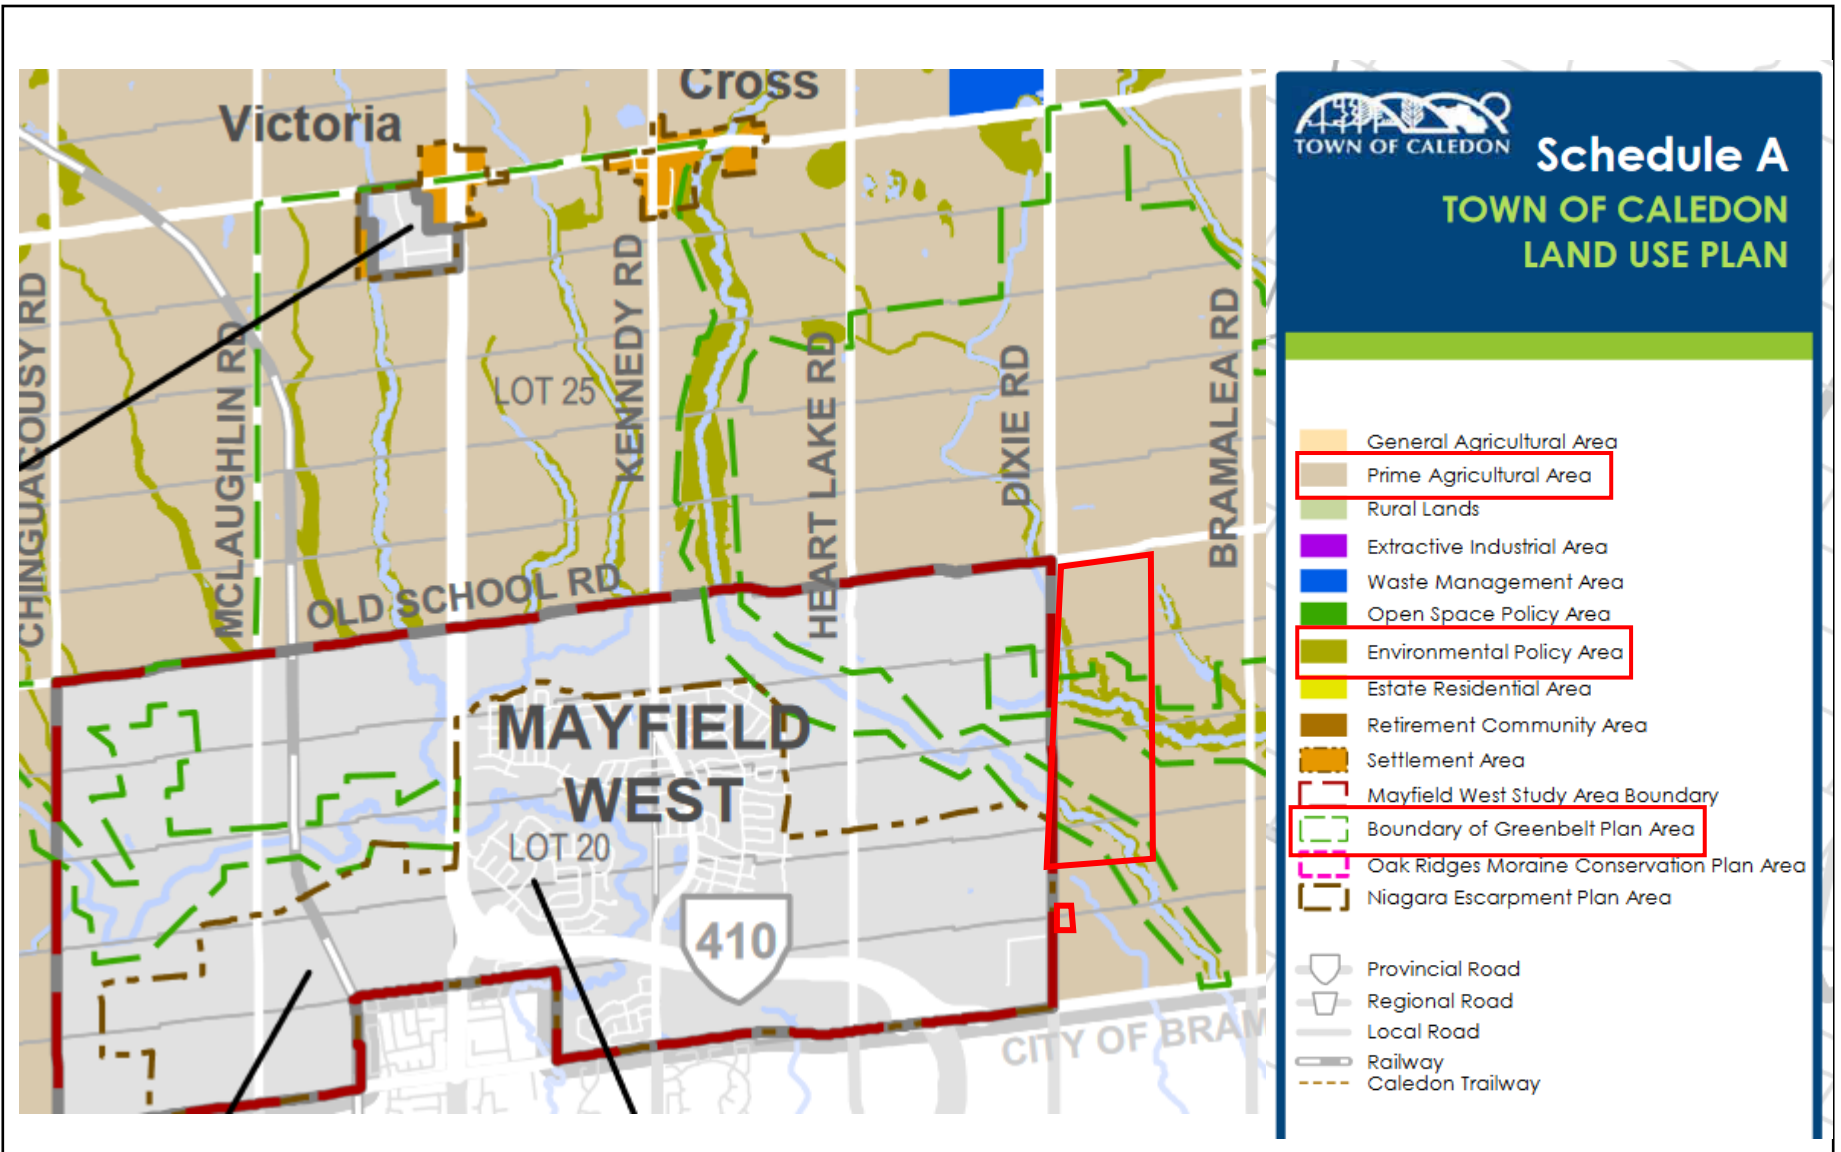 Victoria
Cross
CHINGUACOUSY RD
MCLAUGHLIN RD
LOT 25
KENNEDY RD
HEART LAKE RD
DIXIE RD
BRAMALEA RD
OLD SCHOOL RD
MAYFIELD
WEST
LOT 20
410
CITY OF BRAM
TOWN OF CALEDON
Schedule A
TOWN OF CALEDON
LAND USE PLAN
General Agricultural Area
Prime Agricultural Area
Rural Lands
Extractive Industrial Area
Waste Management Area
Open Space Policy Area
Environmental Policy Area
Estate Residential Area
Retirement Community Area
Settlement Area
Mayfield West Study Area Boundary
Boundary of Greenbelt Plan Area
Oak Ridges Moraine Conservation Plan Area
Niagara Escarpment Plan Area
Provincial Road
Regional Road
Local Road
Railway
Caledon Trailway